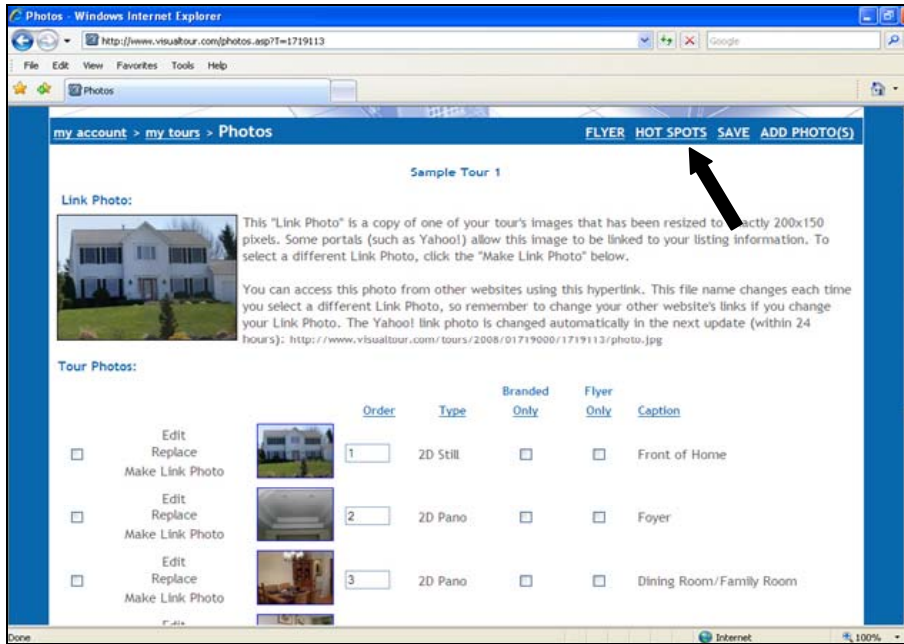 Photos - Windows Internet Explorer
http://www.visualtour.com/photos.asp?T=1719113
Google
File Edit View Favorites Tools Help
Photos
my account > my tours > Photos
FLYER HOT SPOTS SAVE ADD PHOTO(S)
Sample Tour 1
Link Photo:
This "Link Photo" is a copy of one of your tour's images that has been resized to exactly 200x150
pixels. Some portals (such as Yahoo!) allow this image to be linked to your listing information. To
select a different Link Photo, click the "Make Link Photo" below.
You can access this photo from other websites using this hyperlink. This file name changes each time
you select a different Link Photo, so remember to change your other website's links if you change
your Link Photo. The Yahoo! link photo is changed automatically in the next update (within 24
hours): http://www.visualtour.com/tours/2008/01719000/1719113/photo.jpg
Tour Photos:
Order Type Branded Only Flyer Only Caption
Edit
Replace
Make Link Photo
1 2D Still Front of Home
Edit
Replace
Make Link Photo
2 2D Pano Foyer
Edit
Replace
Make Link Photo
3 2D Pano Dining Room/Family Room
Edit
Done
Internet
100%